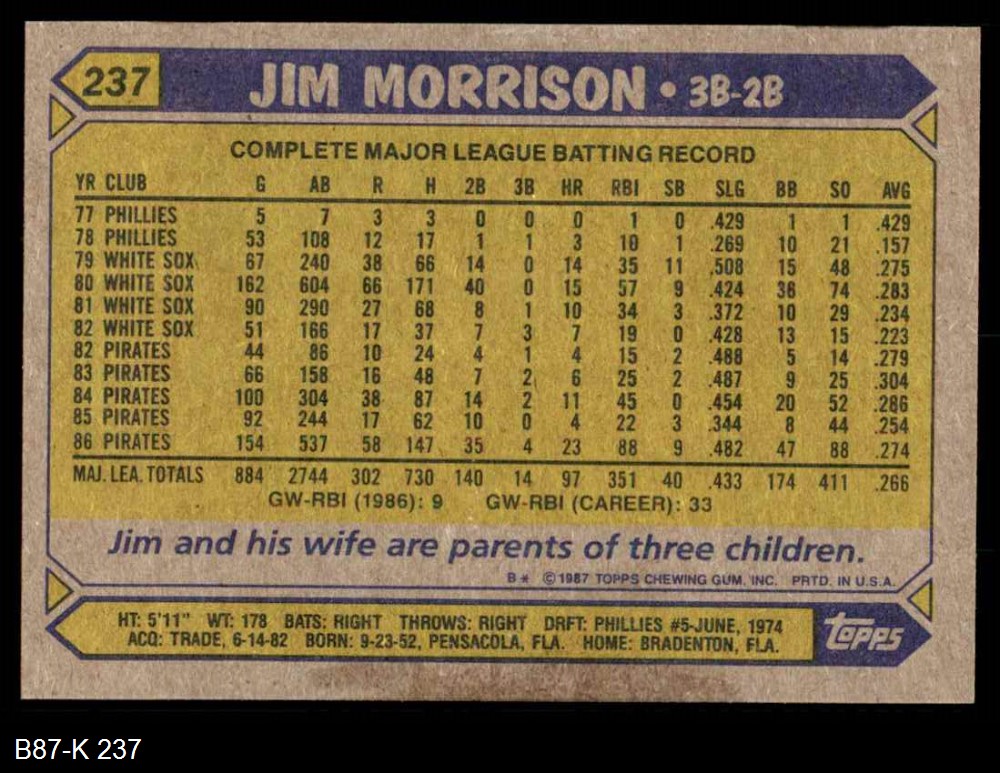 237 JIM MORRISON • 3B-2B
COMPLETE MAJOR LEAGUE BATTING RECORD
YR CLUB G AB R H 2B 3B HR RBI SB SLG BB SO AVG
77 PHILLIES 5 7 3 3 0 0 0 1 0 .429 1 1 .429
78 PHILLIES 53 108 12 17 1 1 3 10 1 .269 10 21 .157
79 WHITE SOX 67 240 38 66 14 0 14 35 11 .508 15 48 .275
80 WHITE SOX 162 604 66 171 40 0 15 57 9 .424 36 74 .283
81 WHITE SOX 90 290 27 68 8 1 10 34 3 .372 10 29 .234
82 WHITE SOX 51 166 17 37 7 3 7 19 0 .428 13 15 .223
82 PIRATES 44 86 10 24 4 1 4 15 2 .488 5 14 .279
83 PIRATES 66 158 16 48 7 2 6 25 2 .487 9 25 .304
84 PIRATES 100 304 38 87 14 2 11 45 0 .454 20 52 .286
85 PIRATES 92 244 17 62 10 0 4 22 3 .344 8 44 .254
86 PIRATES 154 537 58 147 35 4 23 88 9 .482 47 88 .274
MAJ. LEA. TOTALS 884 2744 302 730 140 14 97 351 40 .433 174 411 .266
GW-RBI (1986): 9 GW-RBI (CAREER): 33
Jim and his wife are parents of three children.
B* ©1987 TOPPS CHEWING GUM, INC. PRTD. IN U.S.A.
HT: 5'11" WT: 178 BATS: RIGHT THROWS: RIGHT DRFT: PHILLIES #5-JUNE, 1974
ACQ: TRADE, 6-14-82 BORN: 9-23-52, PENSACOLA, FLA. HOME: BRADENTON, FLA.
topps
B87-K 237